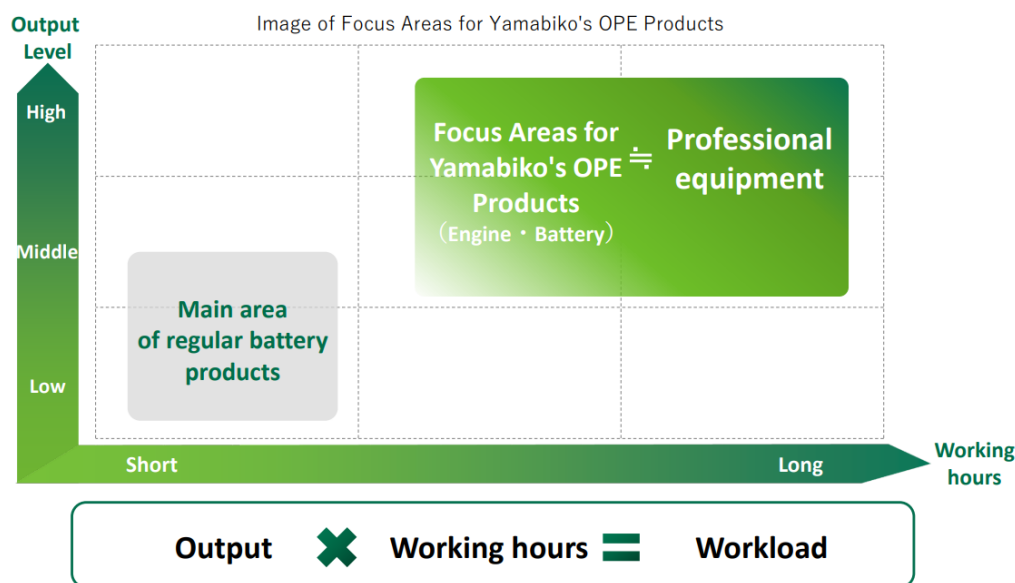 Image of Focus Areas for Yamabiko's OPE Products
Output
Level
High
Middle
Low
Focus Areas for
Yamabiko's OPE
Products
（Engine・Battery）
≒
Professional
equipment
Main area
of regular battery
products
Short
Long
Working
hours
Output ✖ Working hours = Workload